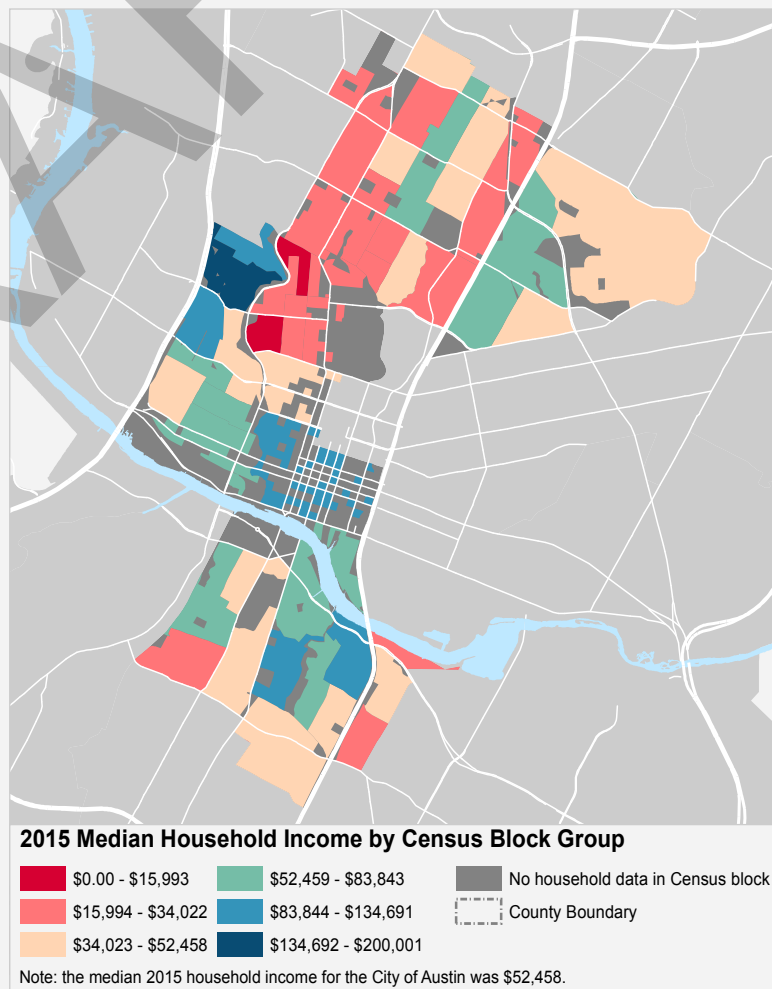 2015 Median Household Income by Census Block Group
$0.00 - $15,993
$15,994 - $34,022
$34,023 - $52,458
$52,459 - $83,843
$83,844 - $134,691
$134,692 - $200,001
No household data in Census block
County Boundary
Note: the median 2015 household income for the City of Austin was $52,458.